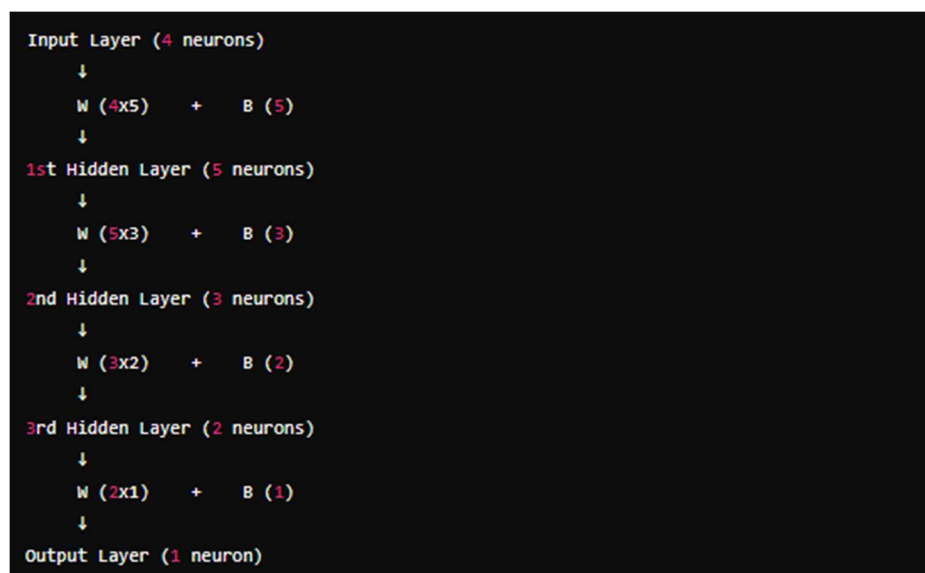 Input Layer (4 neurons)
↓
W (4x5) + B (5)
↓
1st Hidden Layer (5 neurons)
↓
W (5x3) + B (3)
↓
2nd Hidden Layer (3 neurons)
↓
W (3x2) + B (2)
↓
3rd Hidden Layer (2 neurons)
↓
W (2x1) + B (1)
↓
Output Layer (1 neuron)